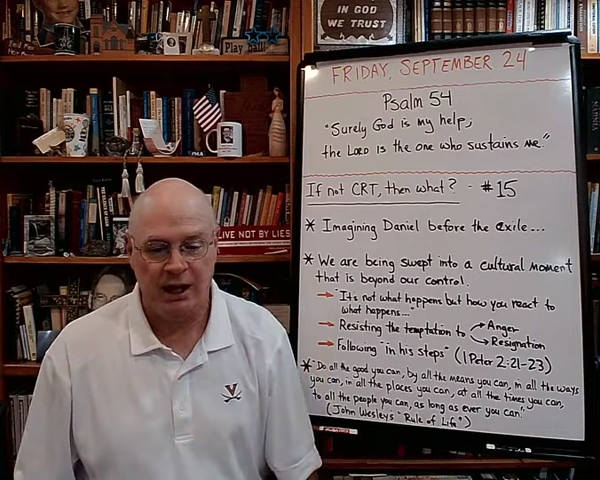 IN GOD
WE TRUST
Play Ball
LIVE NOT BY LIES
FRIDAY, SEPTEMBER 24
Psalm 54
"Surely God is my help;
the LORD is the one who sustains me."
If not CRT, then what? - #15
* Imagining Daniel before the exile...
* We are being swept into a cultural moment
that is beyond our control.
→ It's not what happens but how you react to
what happens...
→ Resisting the temptation to → Anger
→ Resignation
→ Following "in his steps" (1 Peter 2:21-23)
* "Do all the good you can, by all the means you can, in all the ways
you can, in all the places you can, at all the times you can,
to all the people you can, as long as ever you can."
(John Wesley's "Rule of Life")
V